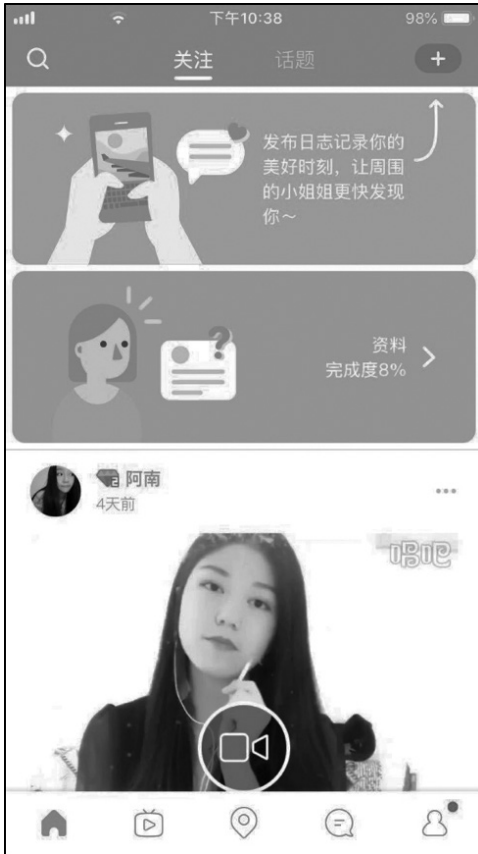 下午10:38
98%
关注
话题
发布日志记录你的
美好时刻，让周围
的小姐姐更快发现
你～
资料
完成度8%
阿南
4天前
唱吧